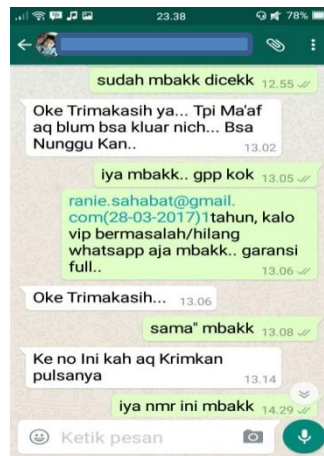 23.38
78%
sudah mbakk dicekk 12.55
Oke Trimakasih ya... Tpi Ma'af
aq blum bsa kluar nich... Bsa
Nunggu Kan..
13.02
iya mbakk.. gpp kok 13.05
ranie.sahabat@gmail.
com(28-03-2017)1tahun, kalo
vip bermasalah/hilang
whatsapp aja mbakk.. garansi
full..
13.06
Oke Trimakasih... 13.06
sama" mbakk 13.08
Ke no Ini kah aq Krimkan
pulsanya
13.14
iya nmr ini mbakk 14.29
Ketik pesan